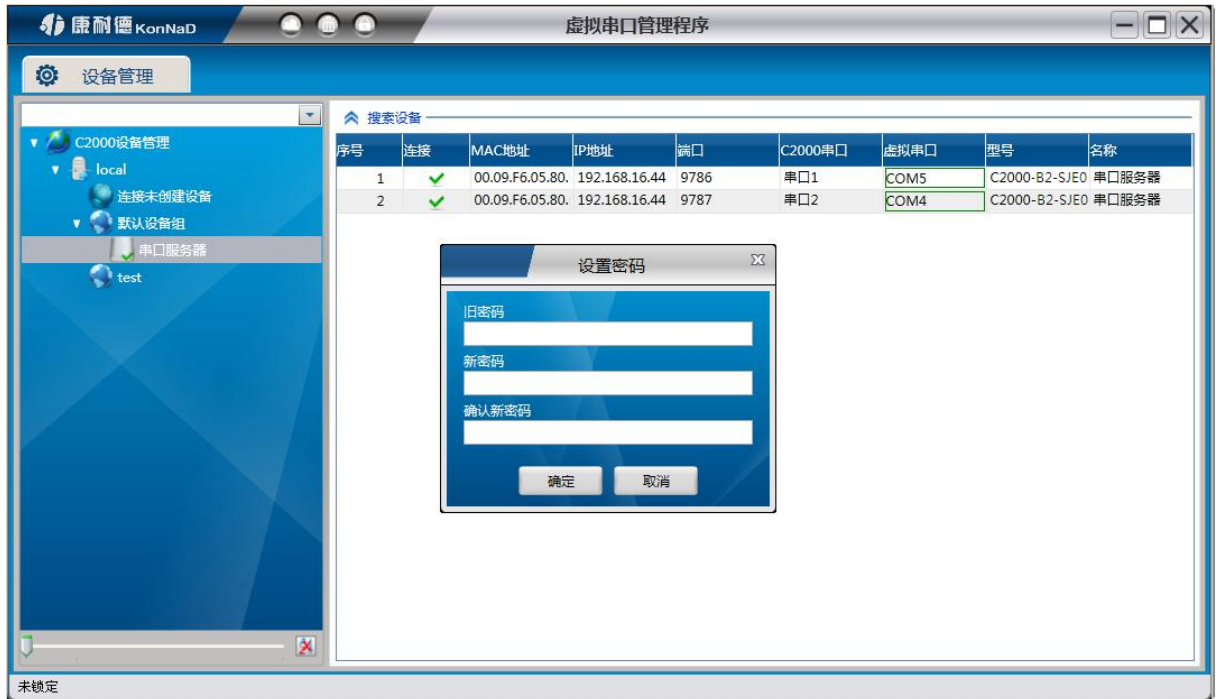 康耐德 KonNaD
虚拟串口管理程序
设备管理
C2000设备管理
local
连接未创建设备
默认设备组
串口服务器
test
搜索设备
序号 连接 MAC地址 IP地址 端口 C2000串口 虚拟串口 型号 名称
1 00.09.F6.05.80. 192.168.16.44 9786 串口1 COM5 C2000-B2-SJE0 串口服务器
2 00.09.F6.05.80. 192.168.16.44 9787 串口2 COM4 C2000-B2-SJE0 串口服务器
设置密码
旧密码
新密码
确认新密码
确定 取消
未锁定